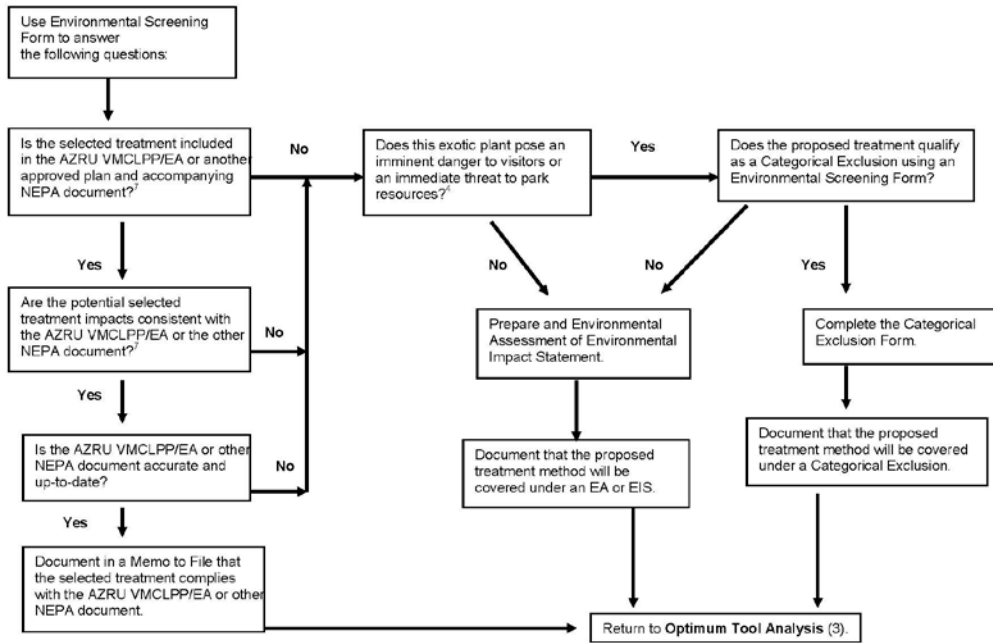 Use Environmental Screening
Form to answer
the following questions:
Is the selected treatment included
in the AZRU VMCLPP/EA or another
approved plan and accompanying
NEPA document?⁷
No
Does this exotic plant pose an
imminent danger to visitors or
an immediate threat to park
resources?⁴
Yes
Does the proposed treatment qualify
as a Categorical Exclusion using an
Environmental Screening Form?
Yes
No
No
Yes
Are the potential selected
treatment impacts consistent with
the AZRU VMCLPP/EA or the other
NEPA document?⁷
No
Prepare and Environmental
Assessment of Environmental
Impact Statement.
Complete the Categorical
Exclusion Form.
Yes
Is the AZRU VMCLPP/EA or other
NEPA document accurate and
up-to-date?
No
Document that the proposed
treatment method will be
covered under an EA or EIS.
Document that the proposed
treatment method will be covered
under a Categorical Exclusion.
Yes
Document in a Memo to File that
the selected treatment complies
with the AZRU VMCLPP/EA or other
NEPA document.
Return to Optimum Tool Analysis (3).